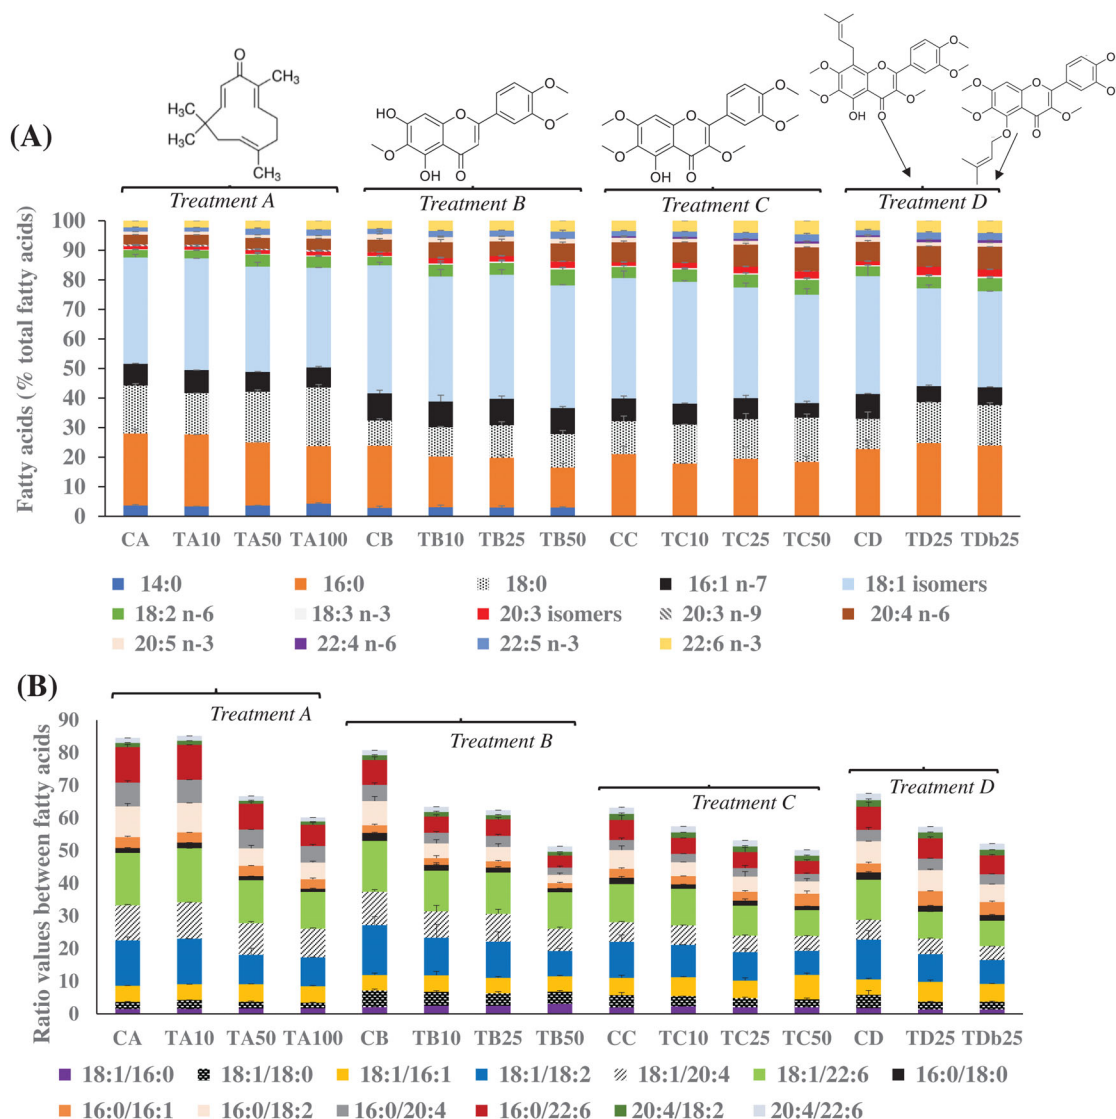 (A)
O
CH3
H3C
H3C
CH3
HO
O
O
O
O
OH
O
O
O
O
O
O
O
OH
O
O
O
O
O
O
O
OH
O
O
O
O
O
O
O
O
O
O
Treatment A
Treatment B
Treatment C
Treatment D
Fatty acids (% total fatty acids)
100
90
80
70
60
50
40
30
20
10
0
CA TA10 TA50 TA100 CB TB10 TB25 TB50 CC TC10 TC25 TC50 CD TD25 TDb25
14:0 16:0 18:0 16:1 n-7 18:1 isomers
18:2 n-6 18:3 n-3 20:3 isomers 20:3 n-9 20:4 n-6
20:5 n-3 22:4 n-6 22:5 n-3 22:6 n-3
(B)
Treatment A
Treatment B
Treatment C
Treatment D
Ratio values between fatty acids
90
80
70
60
50
40
30
20
10
0
CA TA10 TA50 TA100 CB TB10 TB25 TB50 CC TC10 TC25 TC50 CD TD25 TDb25
18:1/16:0 18:1/18:0 18:1/16:1 18:1/18:2 18:1/20:4 18:1/22:6 16:0/18:0
16:0/16:1 16:0/18:2 16:0/20:4 16:0/22:6 20:4/18:2 20:4/22:6